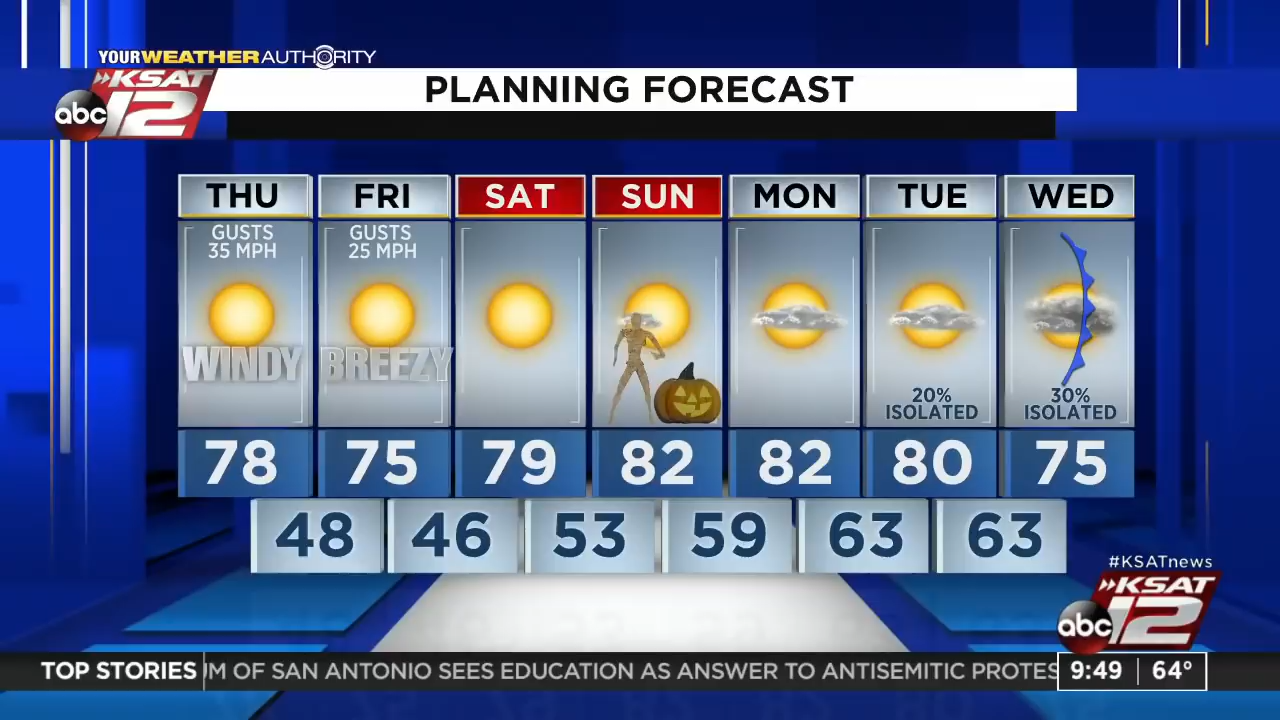 YOURWEATHERAUTHORITY
KSAT
abc 12
PLANNING FORECAST
THU FRI SAT SUN MON TUE WED
GUSTS
35 MPH
GUSTS
25 MPH
WINDY
BREEZY
20%
ISOLATED
30%
ISOLATED
78 75 79 82 82 80 75
48 46 53 59 63 63
#KSATnews
KSAT
abc 12
TOP STORIES
OF SAN ANTONIO SEES EDUCATION AS ANSWER TO ANTISEMITIC
9:49 64°